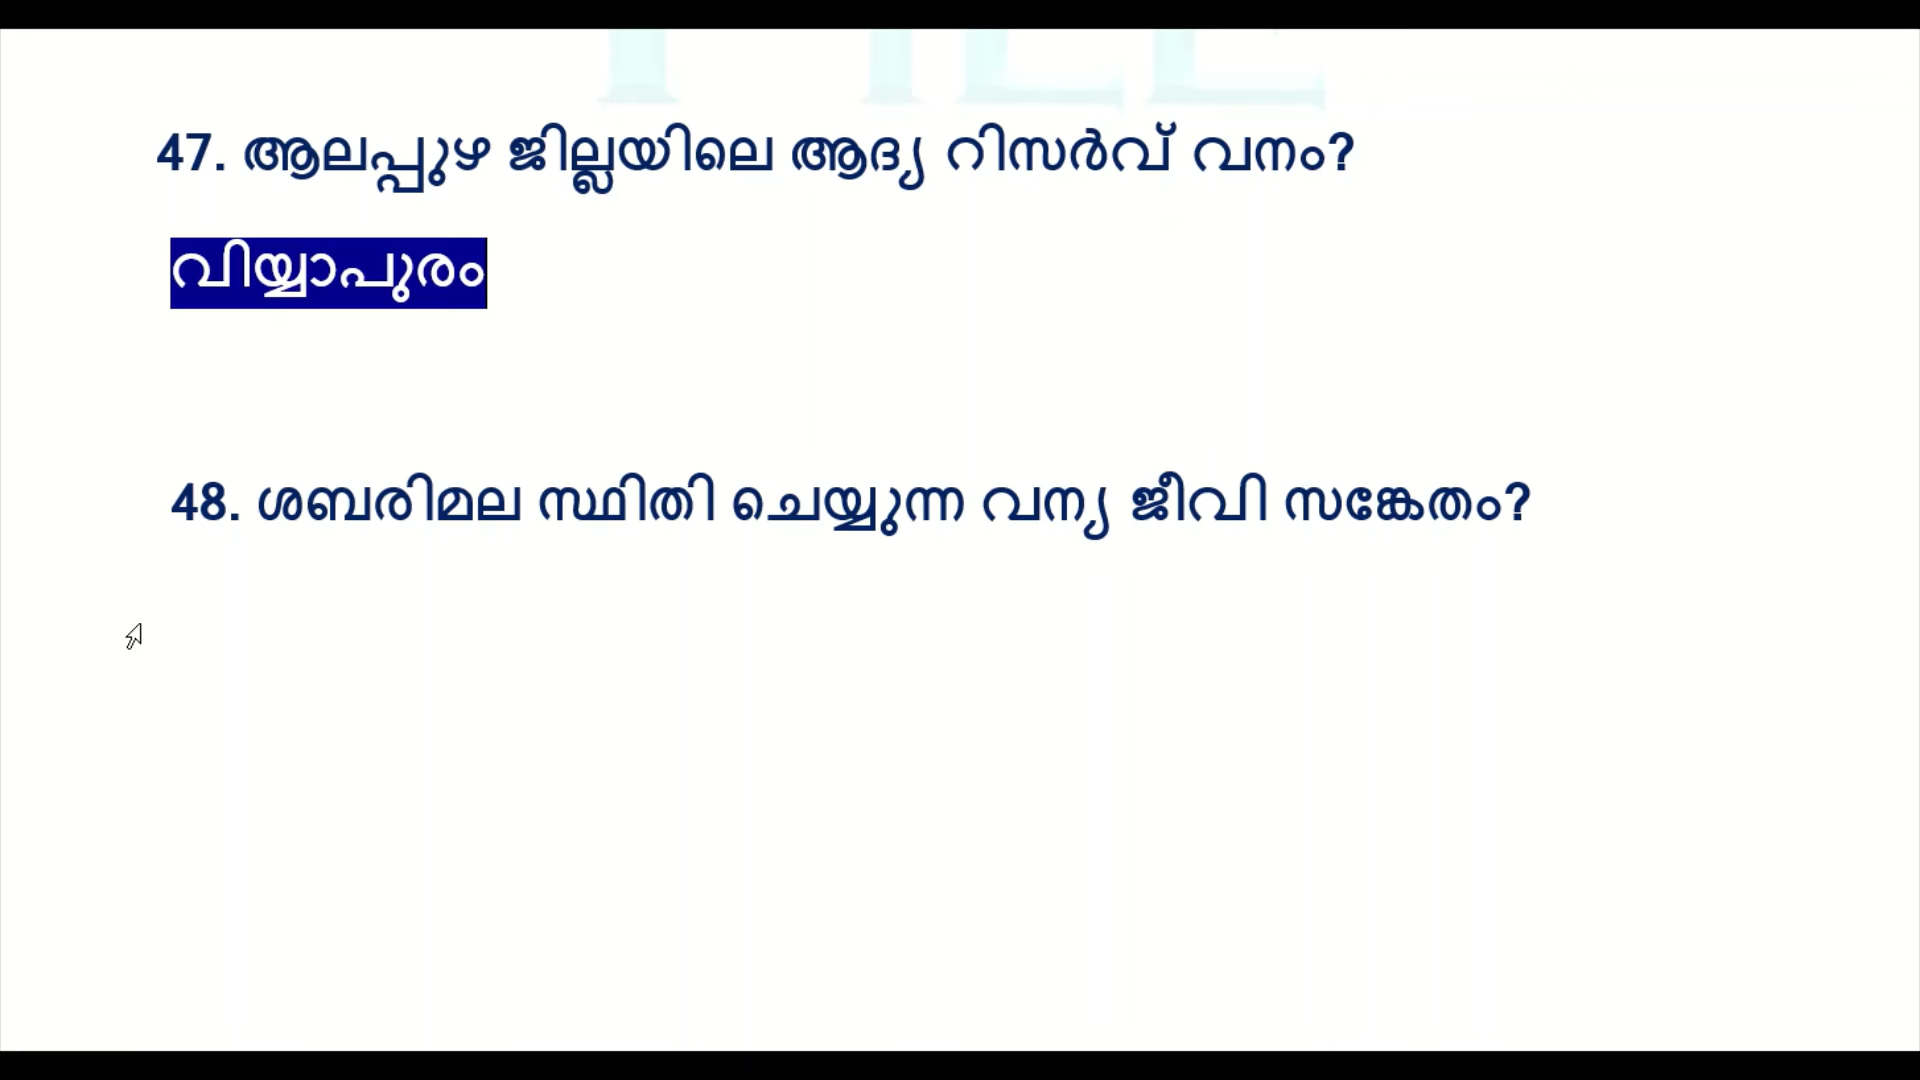 47. ആലപ്പുഴ ജില്ലയിലെ ആദ്യ റിസർവ് വനം?
വിയ്യാപുരം
48. ശബരിമല സ്ഥിതി ചെയ്യുന്ന വന്യ ജീവി സങ്കേതം?